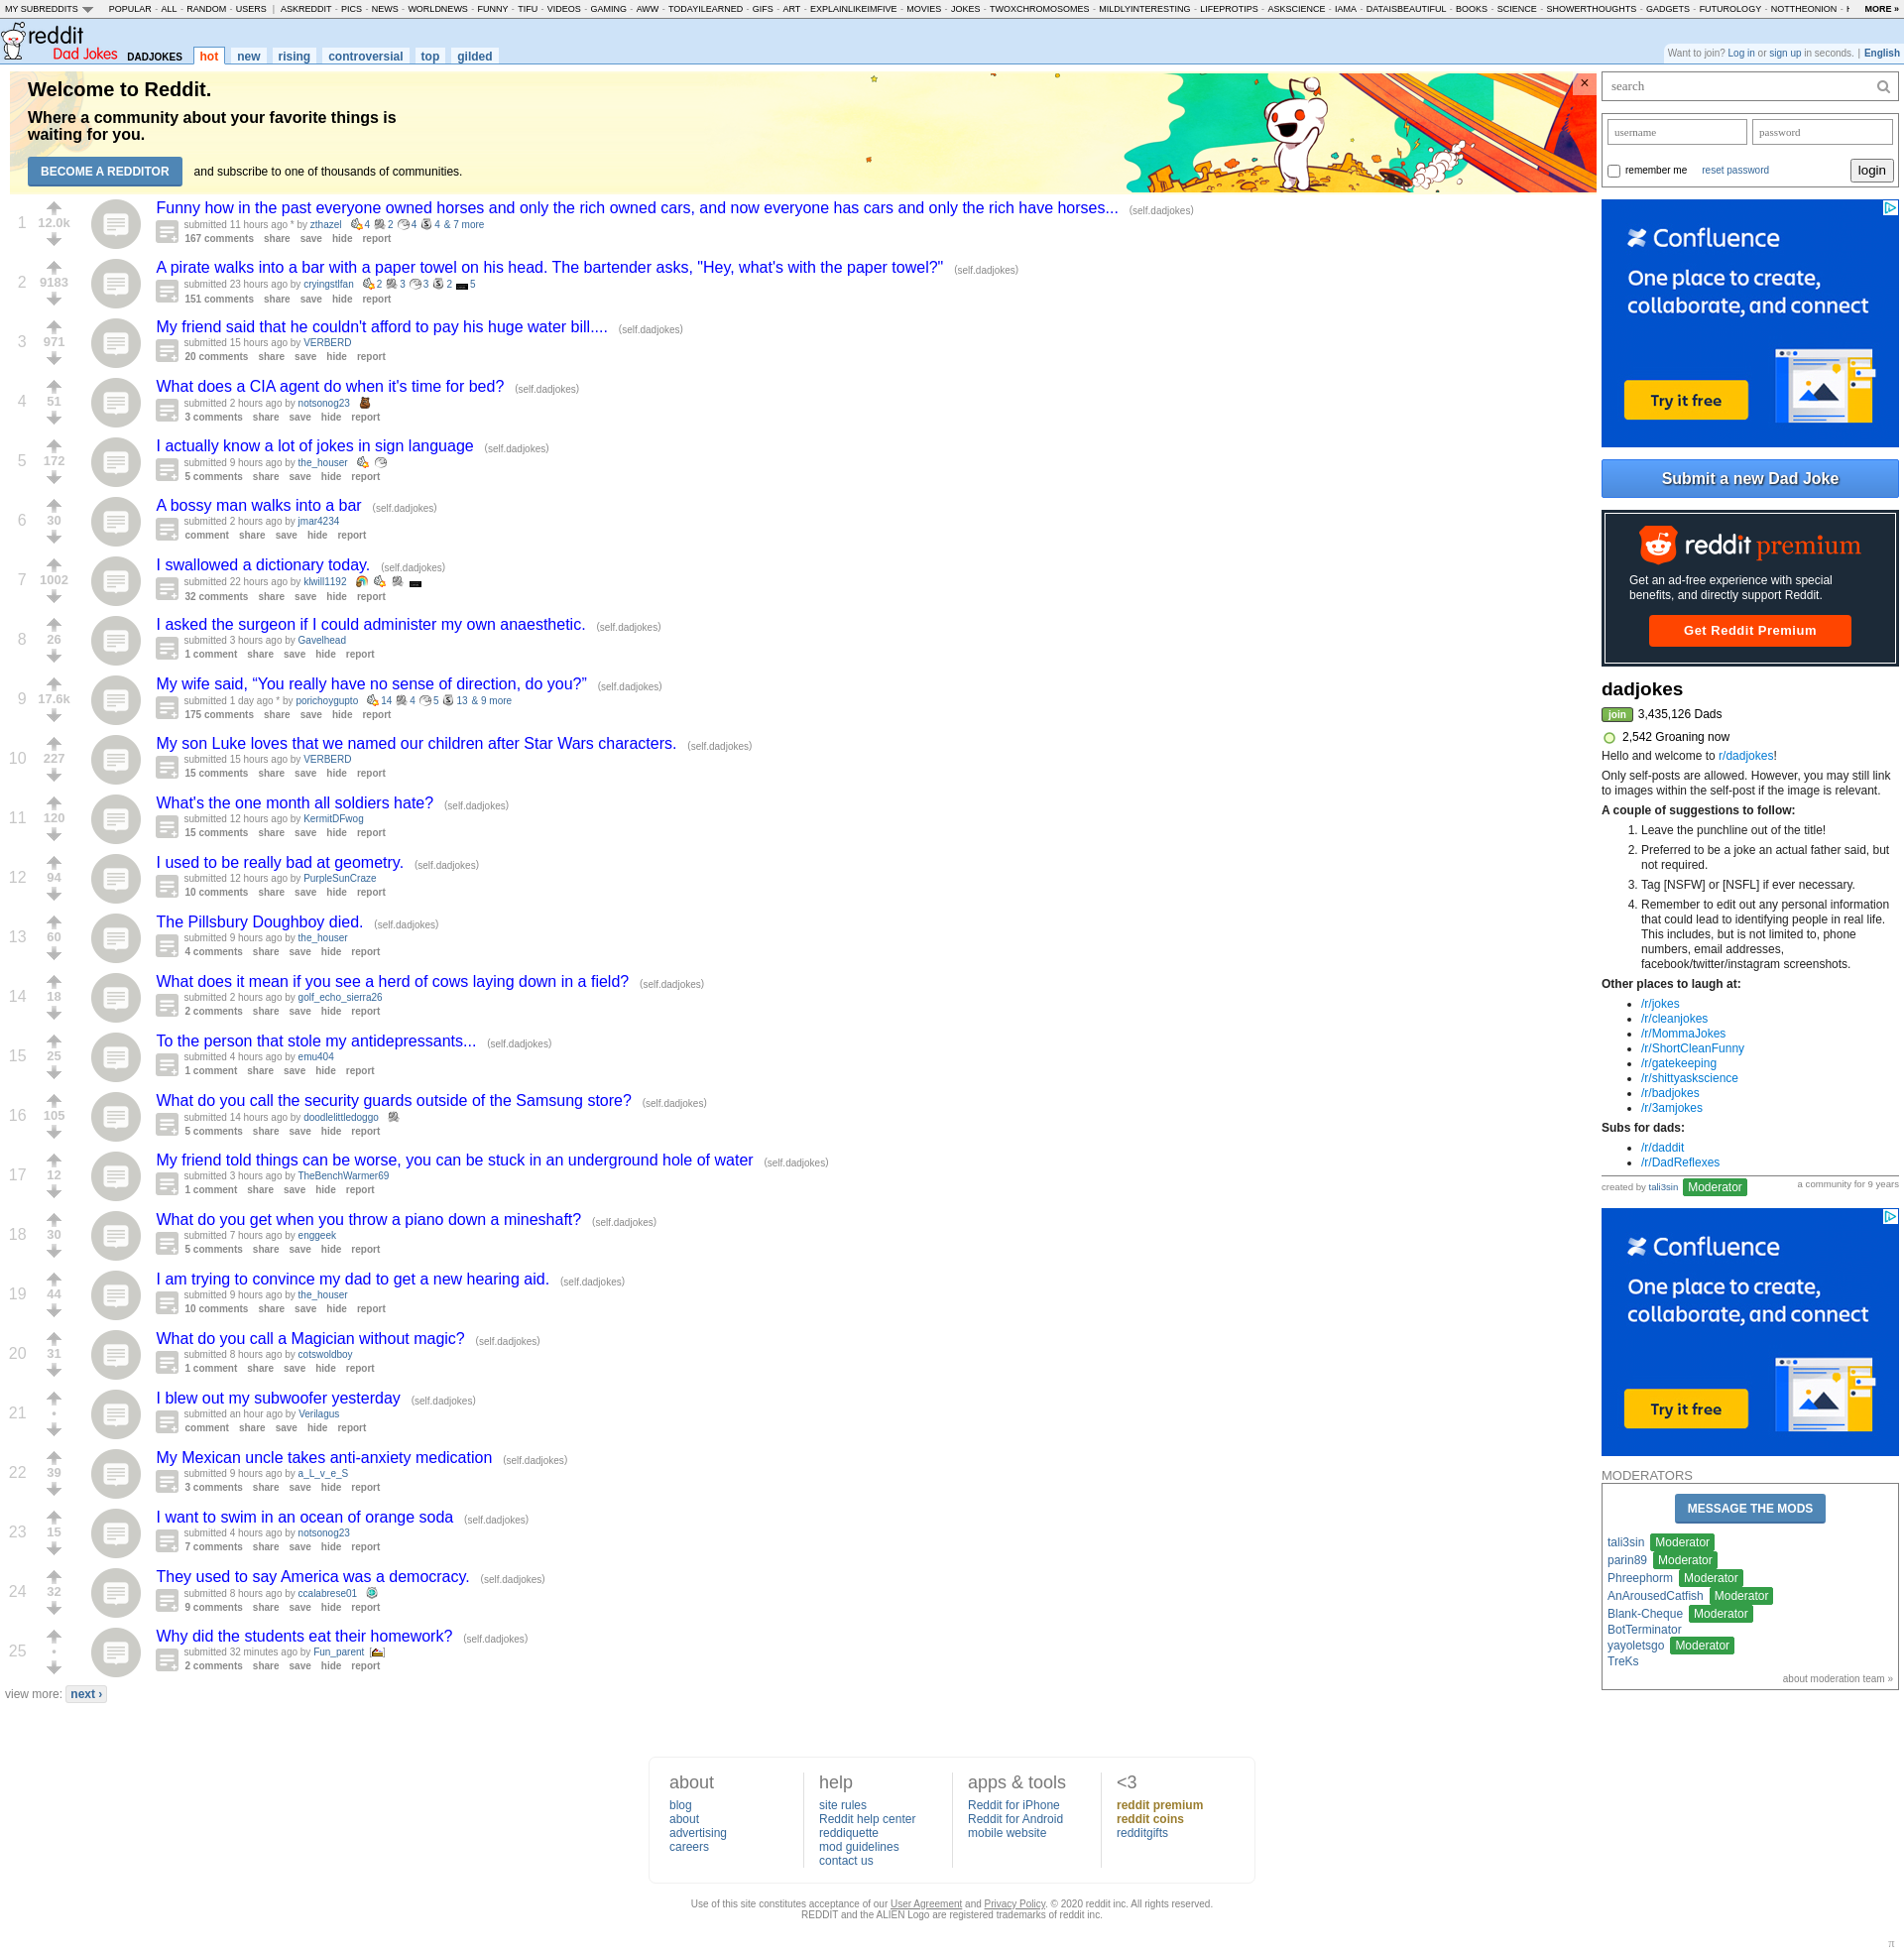 MY SUBREDDITS POPULAR - ALL - RANDOM - USERS | ASKREDDIT - PICS - NEWS - WORLDNEWS - FUNNY - TIFU - VIDEOS - GAMING - AWW - TODAYILEARNED - GIFS - ART - EXPLAINLIKEIMFIVE - MOVIES - JOKES - TWOXCHROMOSOMES - MILDLYINTERESTING - LIFEPROTIPS - ASKSCIENCE - IAMA - DATAISBEAUTIFUL - BOOKS - SCIENCE - SHOWERTHOUGHTS - GADGETS - FUTUROLOGY - NOTTHEONION - MORE »
reddit
Dad Jokes
DADJOKES hot new rising controversial top gilded
Want to join? Log in or sign up in seconds. | English
Welcome to Reddit.
Where a community about your favorite things is
waiting for you.
BECOME A REDDITOR and subscribe to one of thousands of communities.
×
1 12.0k
Funny how in the past everyone owned horses and only the rich owned cars, and now everyone has cars and only the rich have horses... (self.dadjokes)
submitted 11 hours ago * by zthazel 4 2 4 4 & 7 more
167 comments share save hide report
2 9183
A pirate walks into a bar with a paper towel on his head. The bartender asks, "Hey, what's with the paper towel?" (self.dadjokes)
submitted 23 hours ago by cryingstlfan 2 3 3 2 5
151 comments share save hide report
3 971
My friend said that he couldn't afford to pay his huge water bill.... (self.dadjokes)
submitted 15 hours ago by VERBERD
20 comments share save hide report
4 51
What does a CIA agent do when it's time for bed? (self.dadjokes)
submitted 2 hours ago by notsonog23
3 comments share save hide report
5 172
I actually know a lot of jokes in sign language (self.dadjokes)
submitted 9 hours ago by the_houser
5 comments share save hide report
6 30
A bossy man walks into a bar (self.dadjokes)
submitted 2 hours ago by jmar4234
comment share save hide report
7 1002
I swallowed a dictionary today. (self.dadjokes)
submitted 22 hours ago by klwill1192
32 comments share save hide report
8 26
I asked the surgeon if I could administer my own anaesthetic. (self.dadjokes)
submitted 3 hours ago by Gavelhead
1 comment share save hide report
9 17.6k
My wife said, “You really have no sense of direction, do you?” (self.dadjokes)
submitted 1 day ago * by porichoygupto 14 4 5 13 & 9 more
175 comments share save hide report
10 227
My son Luke loves that we named our children after Star Wars characters. (self.dadjokes)
submitted 15 hours ago by VERBERD
15 comments share save hide report
11 120
What's the one month all soldiers hate? (self.dadjokes)
submitted 12 hours ago by KermitDFwog
15 comments share save hide report
12 94
I used to be really bad at geometry. (self.dadjokes)
submitted 12 hours ago by PurpleSunCraze
10 comments share save hide report
13 60
The Pillsbury Doughboy died. (self.dadjokes)
submitted 9 hours ago by the_houser
4 comments share save hide report
14 18
What does it mean if you see a herd of cows laying down in a field? (self.dadjokes)
submitted 2 hours ago by golf_echo_sierra26
2 comments share save hide report
15 25
To the person that stole my antidepressants... (self.dadjokes)
submitted 4 hours ago by emu404
1 comment share save hide report
16 105
What do you call the security guards outside of the Samsung store? (self.dadjokes)
submitted 14 hours ago by doodlelittledoggo
5 comments share save hide report
17 12
My friend told things can be worse, you can be stuck in an underground hole of water (self.dadjokes)
submitted 3 hours ago by TheBenchWarmer69
1 comment share save hide report
18 30
What do you get when you throw a piano down a mineshaft? (self.dadjokes)
submitted 7 hours ago by enggeek
5 comments share save hide report
19 44
I am trying to convince my dad to get a new hearing aid. (self.dadjokes)
submitted 9 hours ago by the_houser
10 comments share save hide report
20 31
What do you call a Magician without magic? (self.dadjokes)
submitted 8 hours ago by cotswoldboy
1 comment share save hide report
21 •
I blew out my subwoofer yesterday (self.dadjokes)
submitted an hour ago by Verilagus
comment share save hide report
22 39
My Mexican uncle takes anti-anxiety medication (self.dadjokes)
submitted 9 hours ago by a_L_v_e_S
3 comments share save hide report
23 15
I want to swim in an ocean of orange soda (self.dadjokes)
submitted 4 hours ago by notsonog23
7 comments share save hide report
24 32
They used to say America was a democracy. (self.dadjokes)
submitted 8 hours ago by ccalabrese01
9 comments share save hide report
25 •
Why did the students eat their homework? (self.dadjokes)
submitted 32 minutes ago by Fun_parent
2 comments share save hide report
view more: next ›
search
username password
remember me reset password login
Confluence
One place to create,
collaborate, and connect
Try it free
Submit a new Dad Joke
reddit premium
Get an ad-free experience with special
benefits, and directly support Reddit.
Get Reddit Premium
dadjokes
join 3,435,126 Dads
2,542 Groaning now
Hello and welcome to r/dadjokes!
Only self-posts are allowed. However, you may still link
to images within the self-post if the image is relevant.
A couple of suggestions to follow:
1. Leave the punchline out of the title!
2. Preferred to be a joke an actual father said, but
not required.
3. Tag [NSFW] or [NSFL] if ever necessary.
4. Remember to edit out any personal information
that could lead to identifying people in real life.
This includes, but is not limited to, phone
numbers, email addresses,
facebook/twitter/instagram screenshots.
Other places to laugh at:
/r/jokes
/r/cleanjokes
/r/MommaJokes
/r/ShortCleanFunny
/r/gatekeeping
/r/shittyaskscience
/r/badjokes
/r/3amjokes
Subs for dads:
/r/daddit
/r/DadReflexes
created by tali3sin Moderator a community for 9 years
Confluence
One place to create,
collaborate, and connect
Try it free
MODERATORS
MESSAGE THE MODS
tali3sin Moderator
parin89 Moderator
Phreephorm Moderator
AnArousedCatfish Moderator
Blank-Cheque Moderator
BotTerminator
yayoletsgo Moderator
TreKs
about moderation team »
about
blog
about
advertising
careers
help
site rules
Reddit help center
reddiquette
mod guidelines
contact us
apps & tools
Reddit for iPhone
Reddit for Android
mobile website
<3
reddit premium
reddit coins
redditgifts
Use of this site constitutes acceptance of our User Agreement and Privacy Policy. © 2020 reddit inc. All rights reserved.
REDDIT and the ALIEN Logo are registered trademarks of reddit inc.
π